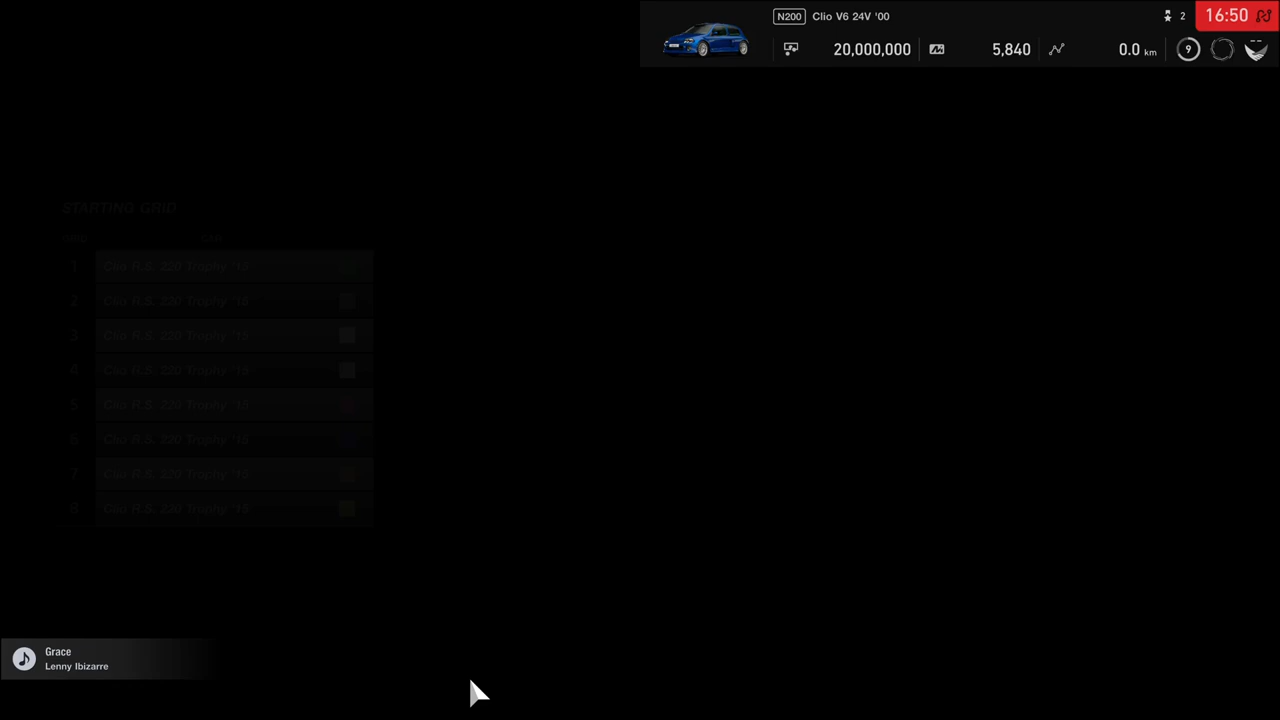 N200 Clio V6 24V '00 2 16:50
20,000,000 5,840 0.0 km 9 --
STARTING GRID
GRID CAR
1 Clio R.S. 220 Trophy '15
2 Clio R.S. 220 Trophy '15
3 Clio R.S. 220 Trophy '15
4 Clio R.S. 220 Trophy '15
5 Clio R.S. 220 Trophy '15
6 Clio R.S. 220 Trophy '15
7 Clio R.S. 220 Trophy '15
8 Clio R.S. 220 Trophy '15
Grace
Lenny Ibizarre